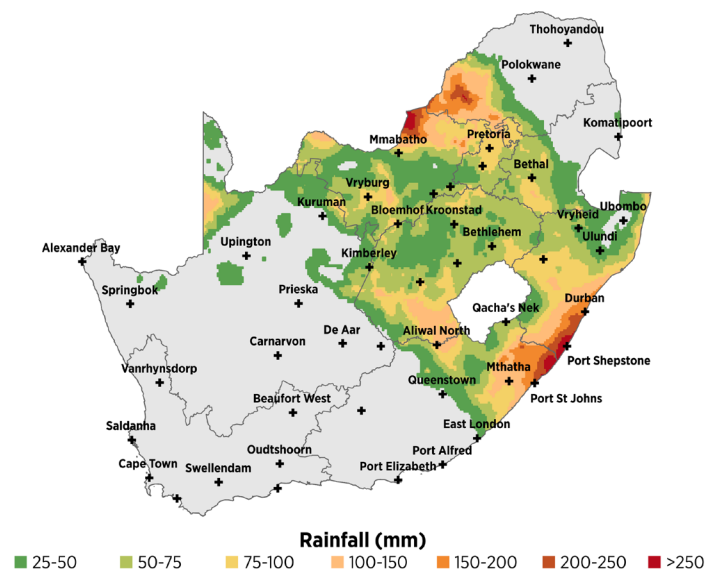 Thohoyandou
Polokwane
Komatipoort
Pretoria
Mmabatho
Bethal
Vryburg
Kuruman
Ubombo
Bloemhof
Kroonstad
Vryheid
Bethlehem
Ulundi
Alexander Bay
Upington
Kimberley
Springbok
Prieska
Durban
Qacha's Nek
De Aar
Aliwal North
Carnarvon
Port Shepstone
Vanrhynsdorp
Mthatha
Queenstown
Beaufort West
Port St Johns
Saldanha
East London
Oudtshoorn
Port Alfred
Cape Town
Swellendam
Port Elizabeth
Rainfall (mm)
25-50 50-75 75-100 100-150 150-200 200-250 >250